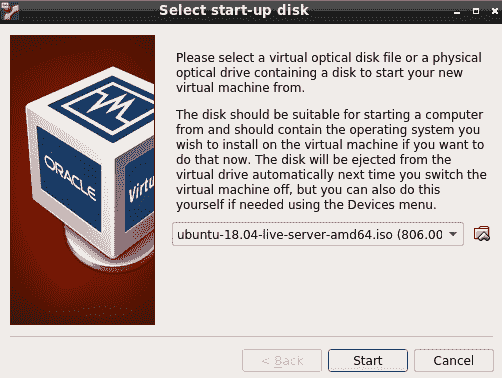 Select start-up disk
Please select a virtual optical disk file or a physical
optical drive containing a disk to start your new
virtual machine from.
The disk should be suitable for starting a computer
from and should contain the operating system you
wish to install on the virtual machine if you want to
do that now. The disk will be ejected from the
virtual drive automatically next time you switch the
virtual machine off, but you can also do this
yourself if needed using the Devices menu.
ORACLE
Virtu
ubuntu-18.04-live-server-amd64.iso (806.00
< Back
Start
Cancel